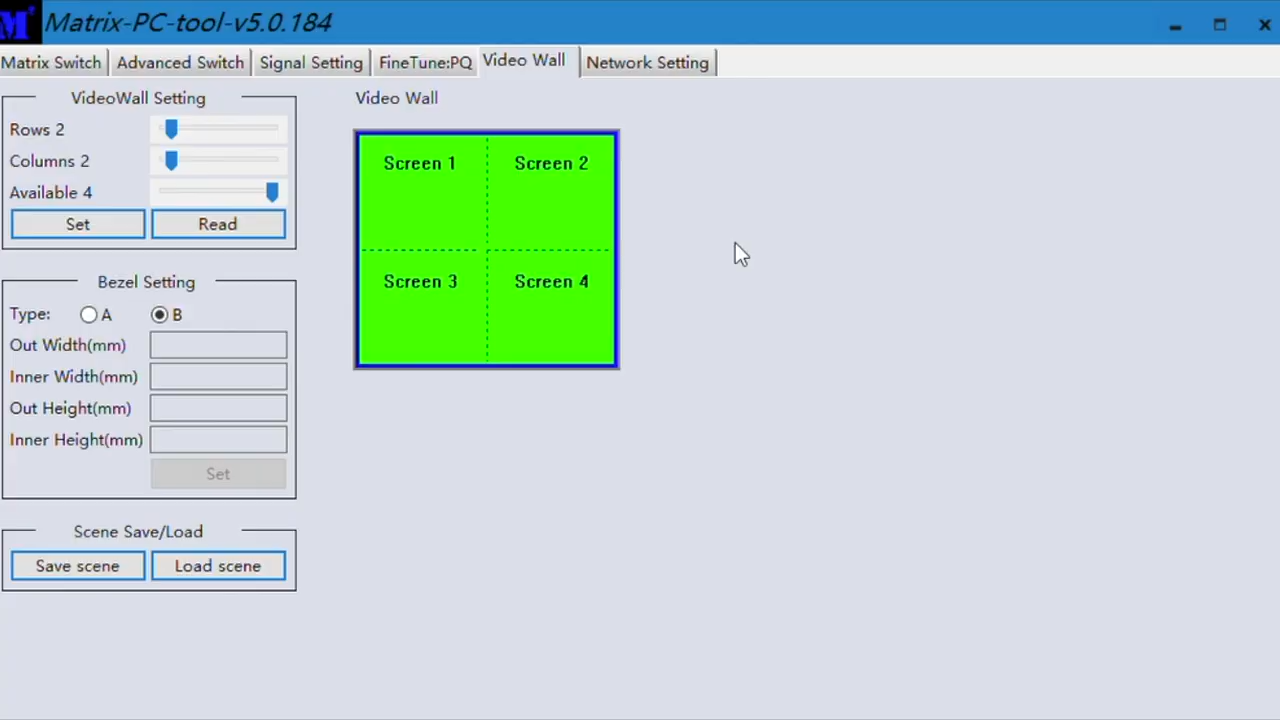 M Matrix-PC-tool-v5.0.184
Matrix Switch Advanced Switch Signal Setting FineTune:PQ Video Wall Network Setting
VideoWall Setting
Rows 2
Columns 2
Available 4
Set Read
Bezel Setting
Type: A B
Out Width(mm)
Inner Width(mm)
Out Height(mm)
Inner Height(mm)
Set
Scene Save/Load
Save scene Load scene
Video Wall
Screen 1 Screen 2
Screen 3 Screen 4